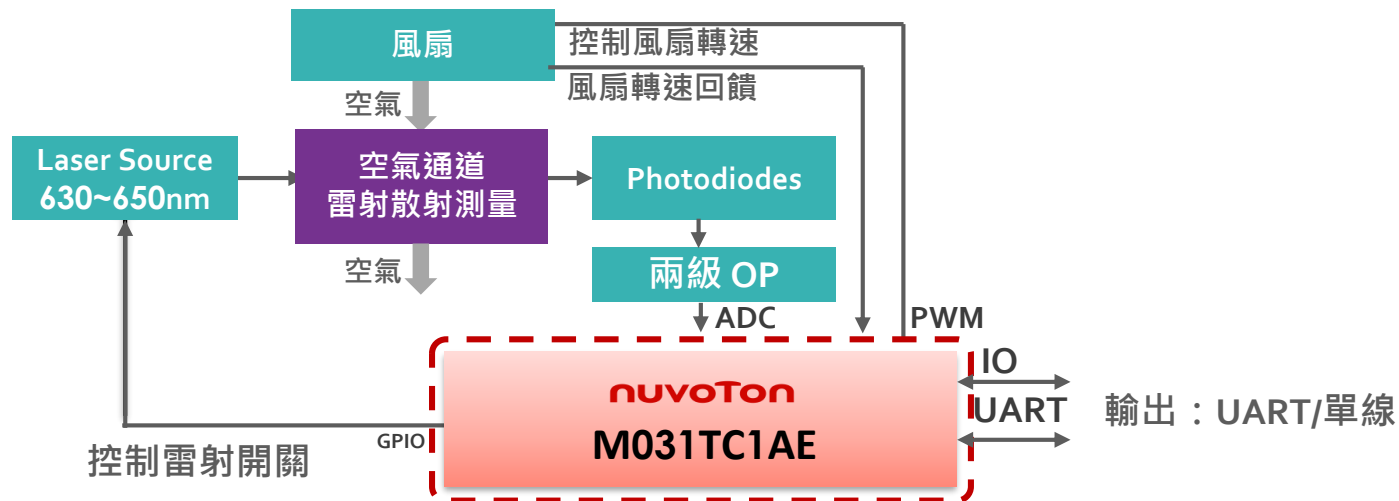 風扇
控制風扇轉速
風扇轉速回饋
空氣
Laser Source
630~650nm
空氣通道
雷射散射測量
Photodiodes
空氣
兩級 OP
ADC
PWM
IO
nuvoTon
UART
輸出：UART/單線
GPIO
M031TC1AE
控制雷射開關